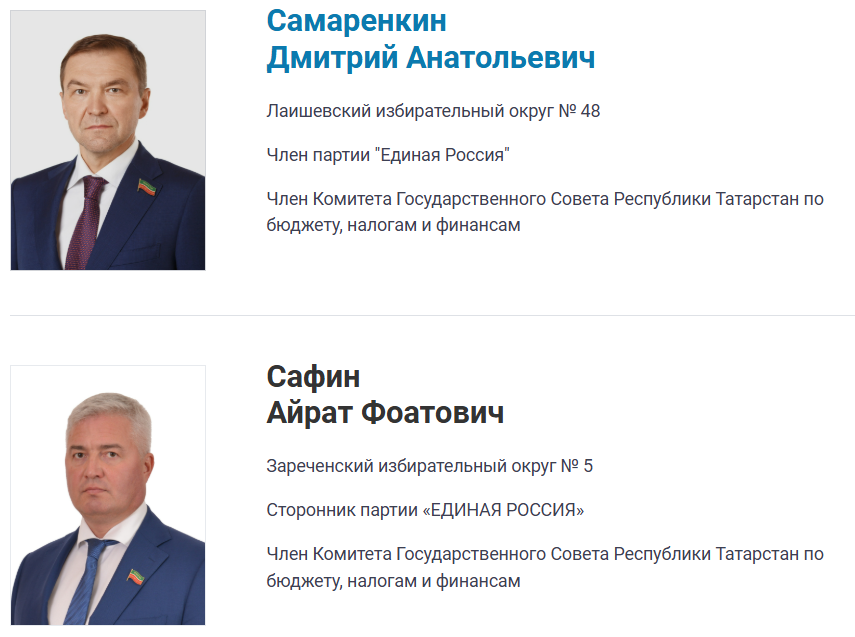 Самаренкин
Дмитрий Анатольевич
Лаишевский избирательный округ № 48
Член партии "Единая Россия"
Член Комитета Государственного Совета Республики Татарстан по
бюджету, налогам и финансам
Сафин
Айрат Фоатович
Зареченский избирательный округ № 5
Сторонник партии «ЕДИНАЯ РОССИЯ»
Член Комитета Государственного Совета Республики Татарстан по
бюджету, налогам и финансам